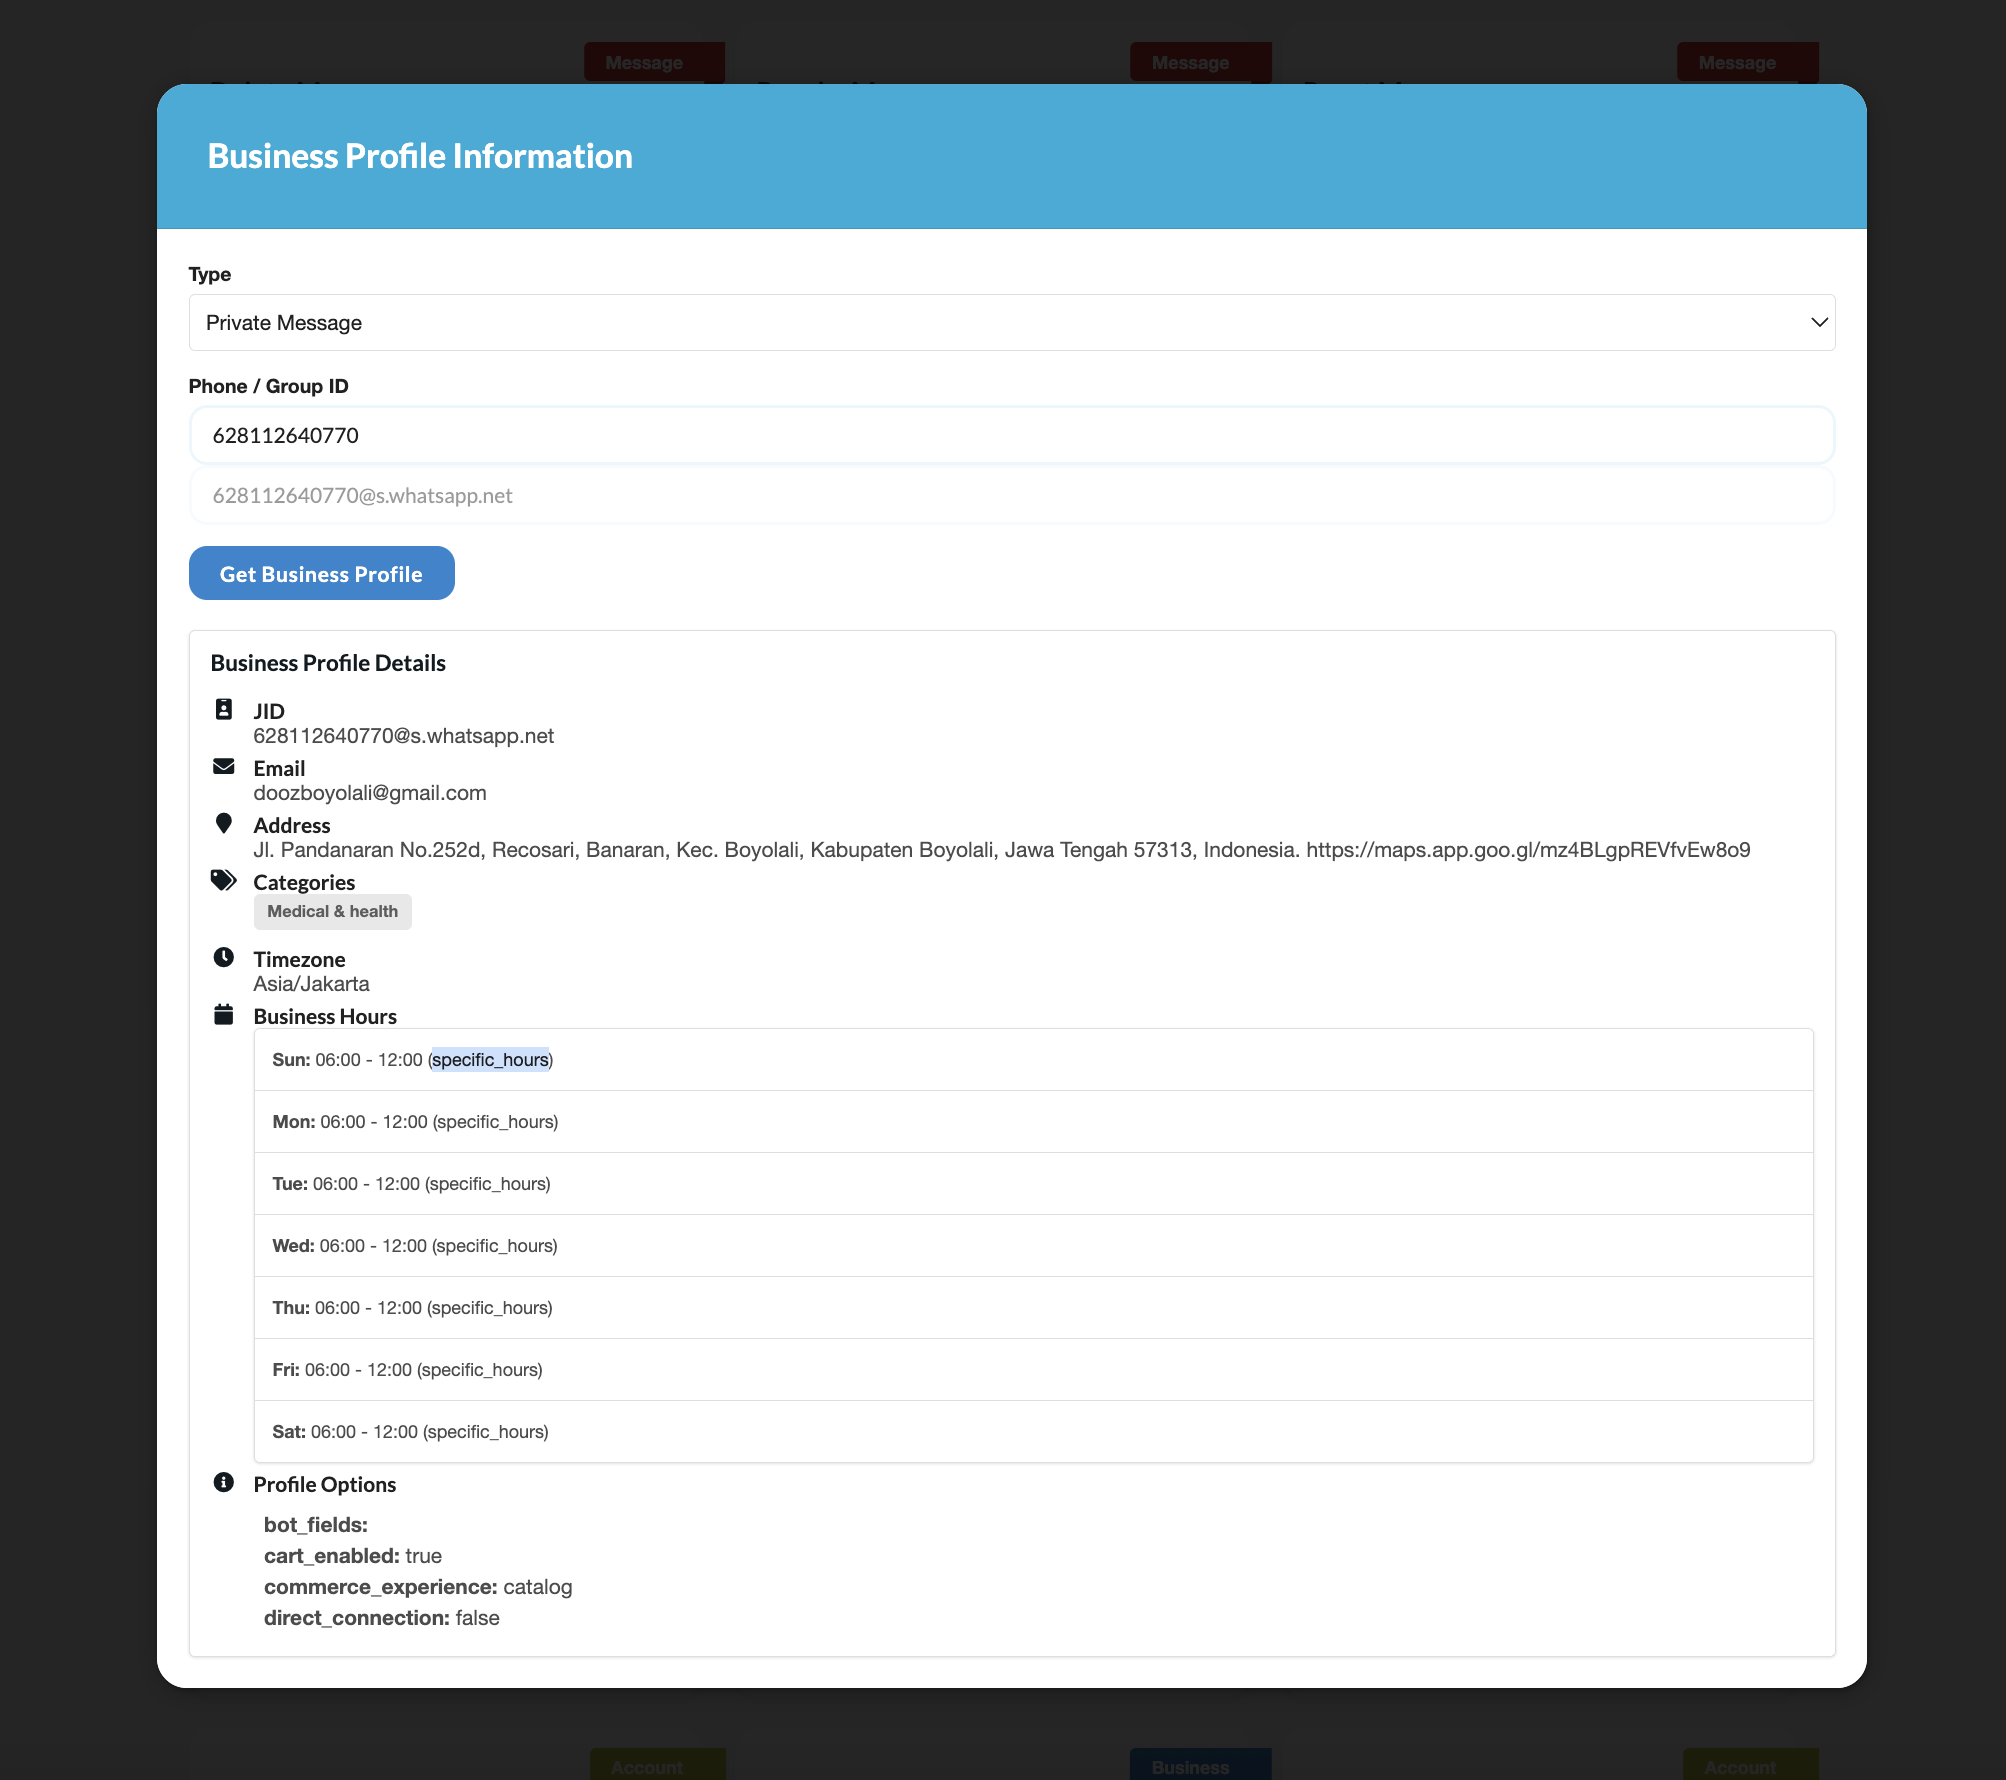 Message
Message
Message
Business Profile Information
Type
Private Message
Phone / Group ID
628112640770
628112640770@s.whatsapp.net
Get Business Profile
Business Profile Details
JID
628112640770@s.whatsapp.net
Email
doozboyolali@gmail.com
Address
Jl. Pandanaran No.252d, Recosari, Banaran, Kec. Boyolali, Kabupaten Boyolali, Jawa Tengah 57313, Indonesia. https://maps.app.goo.gl/mz4BLgpREVfvEw8o9
Categories
Medical & health
Timezone
Asia/Jakarta
Business Hours
Sun: 06:00 - 12:00 (specific_hours)
Mon: 06:00 - 12:00 (specific_hours)
Tue: 06:00 - 12:00 (specific_hours)
Wed: 06:00 - 12:00 (specific_hours)
Thu: 06:00 - 12:00 (specific_hours)
Fri: 06:00 - 12:00 (specific_hours)
Sat: 06:00 - 12:00 (specific_hours)
Profile Options
bot_fields:
cart_enabled: true
commerce_experience: catalog
direct_connection: false
Account
Business
Account